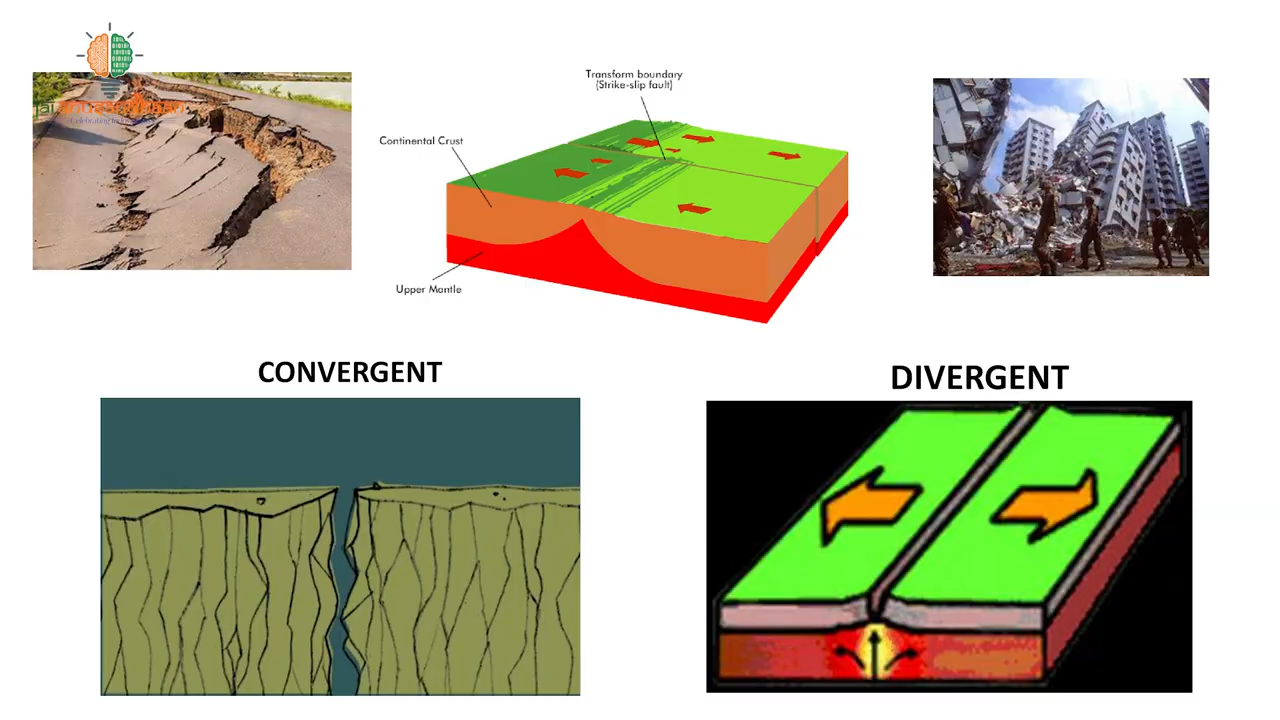 Transform boundary
(Strike-slip fault)
Continental Crust
Upper Mantle
CONVERGENT
DIVERGENT